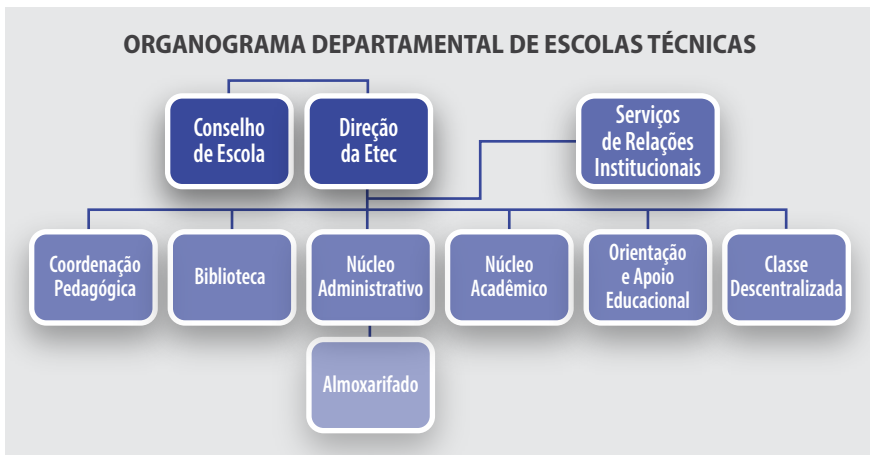 ORGANOGRAMA DEPARTAMENTAL DE ESCOLAS TÉCNICAS
Conselho
de Escola
Direção
da Etec
Serviços
de Relações
Institucionais
Coordenação
Pedagógica
Biblioteca
Núcleo
Administrativo
Núcleo
Acadêmico
Orientação
e Apoio
Educacional
Classe
Descentralizada
Almoxarifado